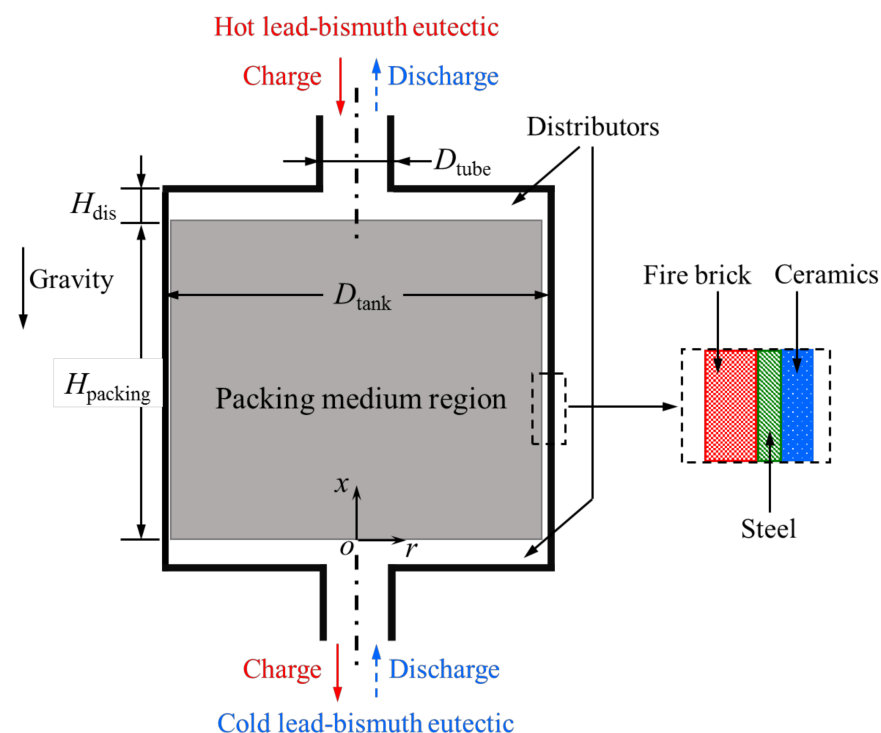 Hot lead-bismuth eutectic
Charge
Discharge
Distributors
D_tube
H_dis
Gravity
D_tank
Fire brick
Ceramics
H_packing
Packing medium region
x
o
r
Steel
Charge
Discharge
Cold lead-bismuth eutectic